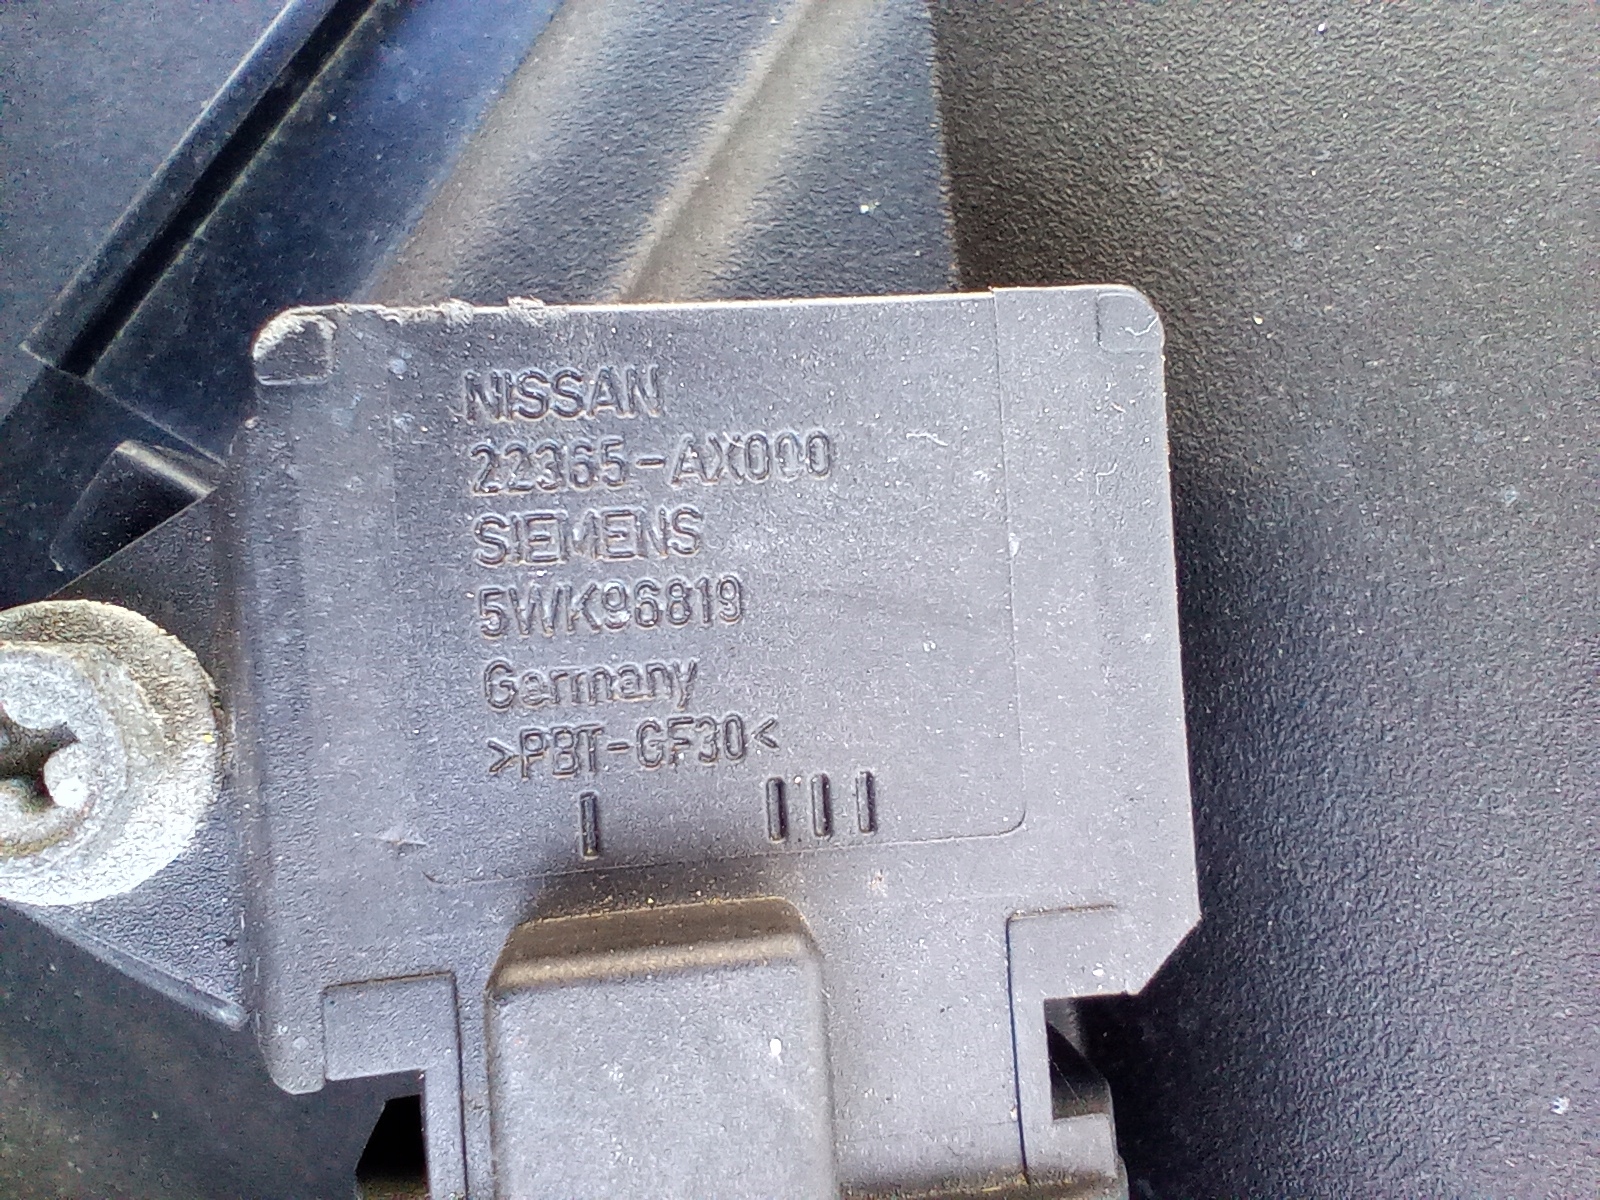 NISSAN
22365-AX000
SIEMENS
5WK96819
Germany
>PBT-GF30<